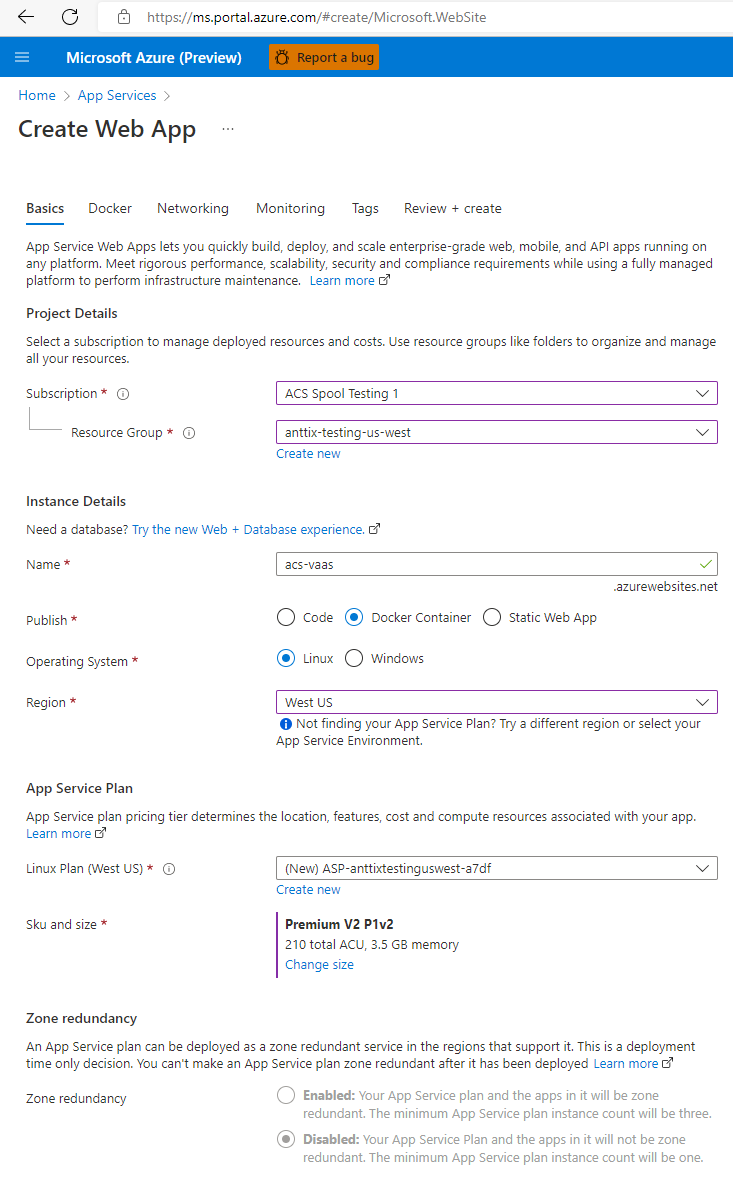 https://ms.portal.azure.com/#create/Microsoft.WebSite
Microsoft Azure (Preview) Report a bug
Home > App Services >
Create Web App ...
Basics Docker Networking Monitoring Tags Review + create
App Service Web Apps lets you quickly build, deploy, and scale enterprise-grade web, mobile, and API apps running on
any platform. Meet rigorous performance, scalability, security and compliance requirements while using a fully managed
platform to perform infrastructure maintenance. Learn more
Project Details
Select a subscription to manage deployed resources and costs. Use resource groups like folders to organize and manage
all your resources.
Subscription * ACS Spool Testing 1
Resource Group * anttix-testing-us-west
Create new
Instance Details
Need a database? Try the new Web + Database experience.
Name * acs-vaas
.azurewebsites.net
Publish * Code Docker Container Static Web App
Operating System * Linux Windows
Region * West US
Not finding your App Service Plan? Try a different region or select your
App Service Environment.
App Service Plan
App Service plan pricing tier determines the location, features, cost and compute resources associated with your app.
Learn more
Linux Plan (West US) * (New) ASP-anttixtestinguswest-a7df
Create new
Sku and size * Premium V2 P1v2
210 total ACU, 3.5 GB memory
Change size
Zone redundancy
An App Service plan can be deployed as a zone redundant service in the regions that support it. This is a deployment
time only decision. You can't make an App Service plan zone redundant after it has been deployed Learn more
Zone redundancy Enabled: Your App Service plan and the apps in it will be zone
redundant. The minimum App Service plan instance count will be three.
Disabled: Your App Service Plan and the apps in it will not be zone
redundant. The minimum App Service plan instance count will be one.